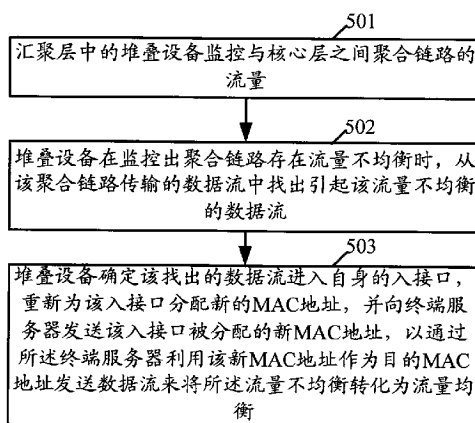 501
汇聚层中的堆叠设备监控与核心层之间聚合链路的
流量
502
堆叠设备在监控出聚合链路存在流量不均衡时，从
该聚合链路传输的数据流中找出引起该流量不均衡
的数据流
503
堆叠设备确定该找出的数据流进入自身的入接口，
重新为该入接口分配新的MAC地址，并向终端服
务器发送该入接口被分配的新MAC地址，以通过
所述终端服务器利用该新MAC地址作为目的MAC
地址发送数据流来将所述流量不均衡转化为流量均
衡